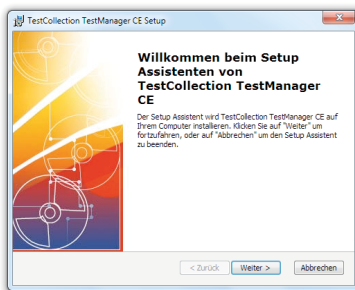 TestCollection TestManager CE Setup
Willkommen beim Setup
Assistenten von
TestCollection TestManager
CE
Der Setup Assistent wird TestCollection TestManager CE auf
Ihrem Computer installieren. Klicken Sie auf "Weiter" um
fortzufahren, oder auf "Abbrechen" um den Setup Assistent
zu beenden.
< Zurück
Weiter >
Abbrechen